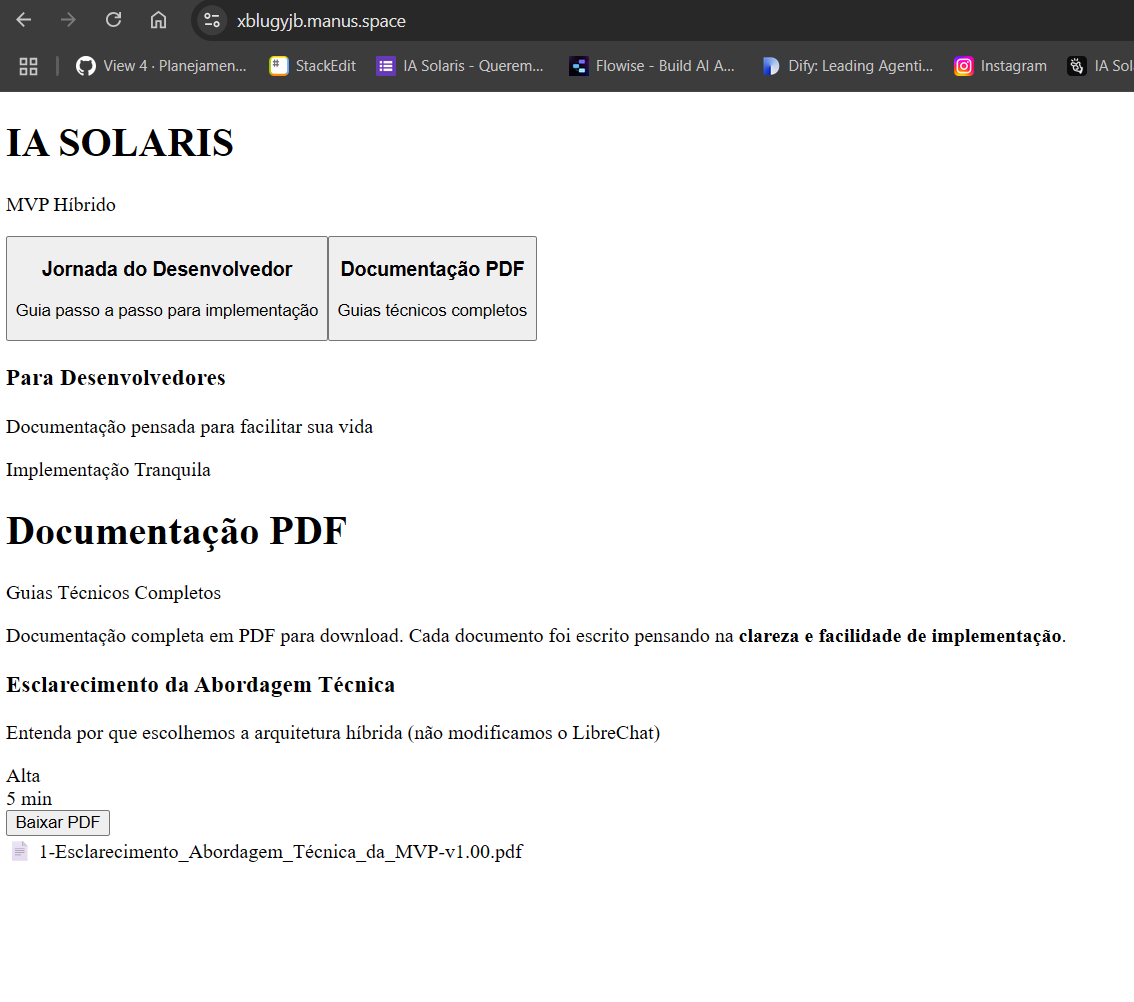 xblugyjb.manus.space
View 4 · Planejamen...
StackEdit
IA Solaris - Querem...
Flowise - Build AI A...
Dify: Leading Agenti...
Instagram
IA Sol
IA SOLARIS
MVP Híbrido
Jornada do Desenvolvedor
Guia passo a passo para implementação
Documentação PDF
Guias técnicos completos
Para Desenvolvedores
Documentação pensada para facilitar sua vida
Implementação Tranquila
Documentação PDF
Guias Técnicos Completos
Documentação completa em PDF para download. Cada documento foi escrito pensando na clareza e facilidade de implementação.
Esclarecimento da Abordagem Técnica
Entenda por que escolhemos a arquitetura híbrida (não modificamos o LibreChat)
Alta
5 min
Baixar PDF
1-Esclarecimento_Abordagem_Técnica_da_MVP-v1.00.pdf